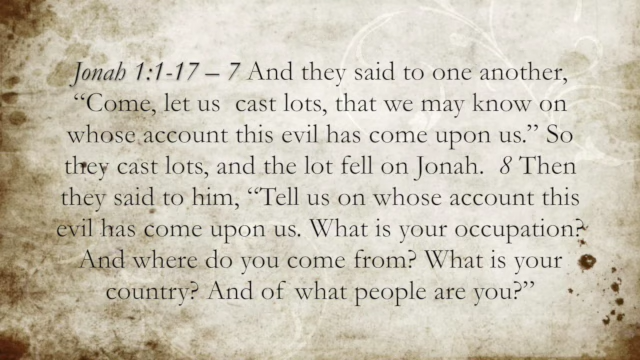 Jonah 1:1-17 – 7 And they said to one another,
“Come, let us  cast lots, that we may know on
whose account this evil has come upon us.” So
they cast lots, and the lot fell on Jonah.  8 Then
they said to him, “Tell us on whose account this
evil has come upon us. What is your occupation?
And where do you come from? What is your
country? And of what people are you?”